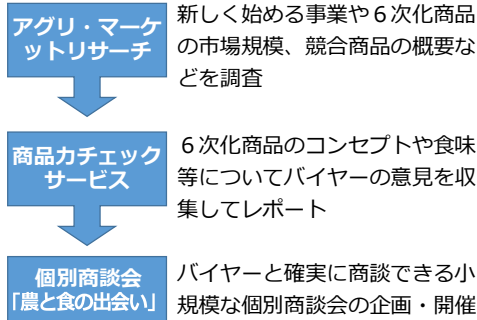 アグリ・マーケ
ットリサーチ
新しく始める事業や６次化商品
の市場規模、競合商品の概要な
どを調査
商品力チェック
サービス
６次化商品のコンセプトや食味
等についてバイヤーの意見を収
集してレポート
個別商談会
「農と食の出会い」
バイヤーと確実に商談できる小
規模な個別商談会の企画・開催